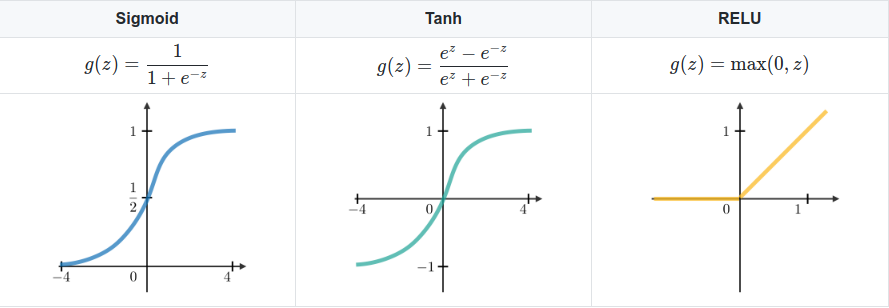 Sigmoid Tanh RELU
g(z) = 1 / (1 + e^{-z}) g(z) = (e^z − e^{-z}) / (e^z + e^{-z}) g(z) = max(0, z)
1 1 1
1/2
−4 0 4
−4 0 4
−1
0 1